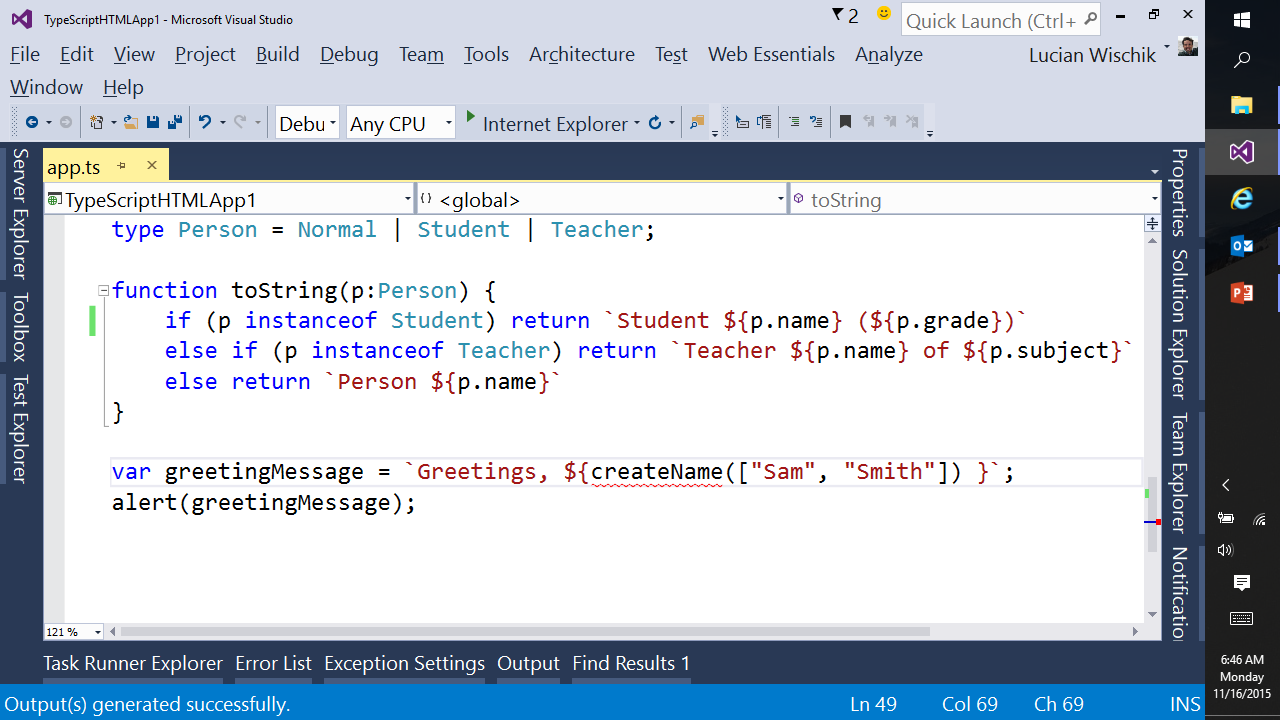 TypeScriptHTMLApp1 - Microsoft Visual Studio
2
Quick Launch (Ctrl+
File Edit View Project Build Debug Team Tools Architecture Test Web Essentials Analyze
Lucian Wischik
Window Help
Debu
Any CPU
Internet Explorer
Server Explorer
Toolbox
Test Explorer
app.ts
TypeScriptHTMLApp1
<global>
toString
type Person = Normal | Student | Teacher;
function toString(p:Person) {
if (p instanceof Student) return `Student ${p.name} (${p.grade})`
else if (p instanceof Teacher) return `Teacher ${p.name} of ${p.subject}`
else return `Person ${p.name}`
}
var greetingMessage = `Greetings, ${createName(["Sam", "Smith"]) }`;
alert(greetingMessage);
121 %
Properties
Solution Explorer
Team Explorer
Notificatio
Task Runner Explorer Error List Exception Settings Output Find Results 1
Output(s) generated successfully.
Ln 49 Col 69 Ch 69 INS
6:46 AM
Monday
11/16/2015